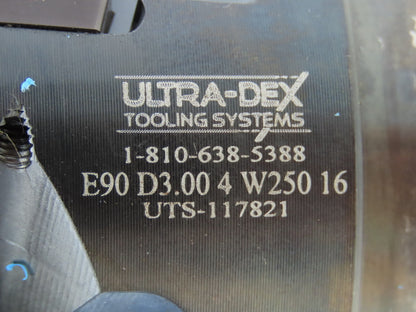 ULTRA-DEX
TOOLING SYSTEMS
1-810-638-5388
E90 D3.00 4 W250 16
UTS-117821